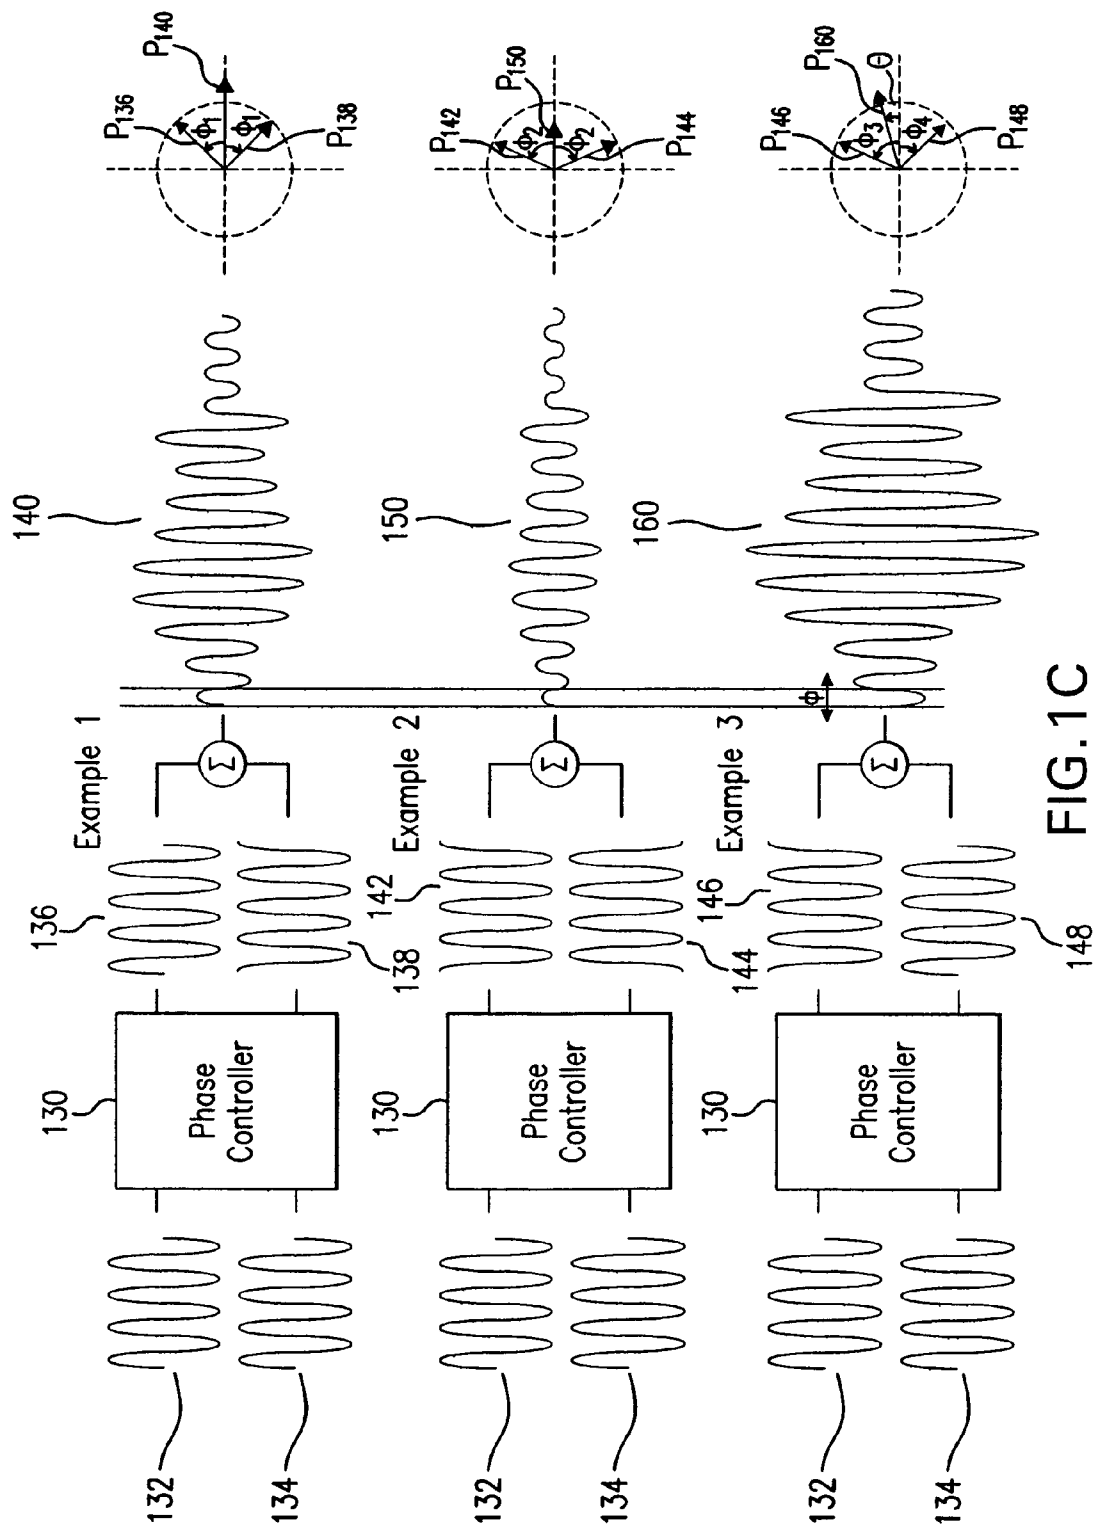 Example 1
132
134
130
Phase
Controller
136
138
Σ
140
P136
P140
ϕ1
ϕ1
P138
Example 2
132
134
130
Phase
Controller
142
144
Σ
150
P142
P150
ϕ2
ϕ2
P144
Example 3
132
134
130
Phase
Controller
146
148
Σ
ϕ
160
P146
P160
ϕ3
θ
ϕ4
P148
FIG.1C